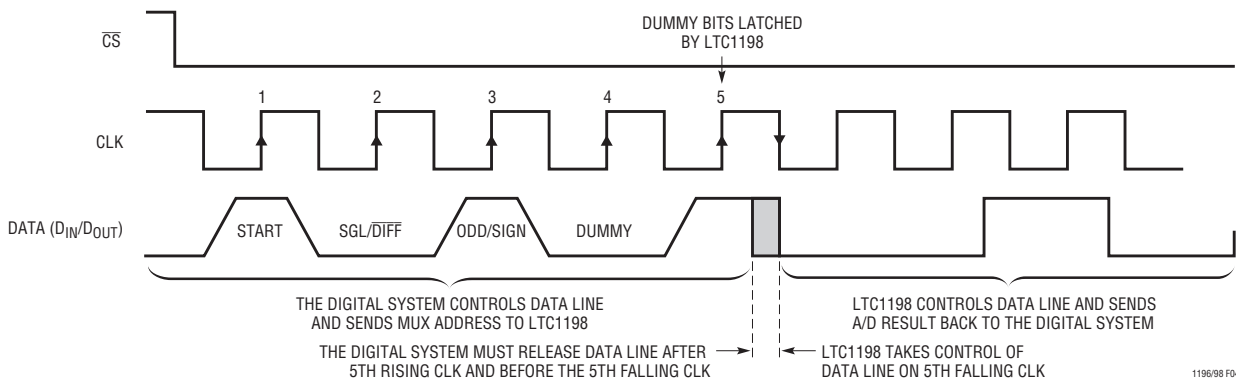 DUMMY BITS LATCHED
BY LTC1198
CS
1 2 3 4 5
CLK
DATA (DIN/DOUT)
START SGL/DIFF ODD/SIGN DUMMY
THE DIGITAL SYSTEM CONTROLS DATA LINE
AND SENDS MUX ADDRESS TO LTC1198
LTC1198 CONTROLS DATA LINE AND SENDS
A/D RESULT BACK TO THE DIGITAL SYSTEM
THE DIGITAL SYSTEM MUST RELEASE DATA LINE AFTER
5TH RISING CLK AND BEFORE THE 5TH FALLING CLK
LTC1198 TAKES CONTROL OF
DATA LINE ON 5TH FALLING CLK
1196/98 F04